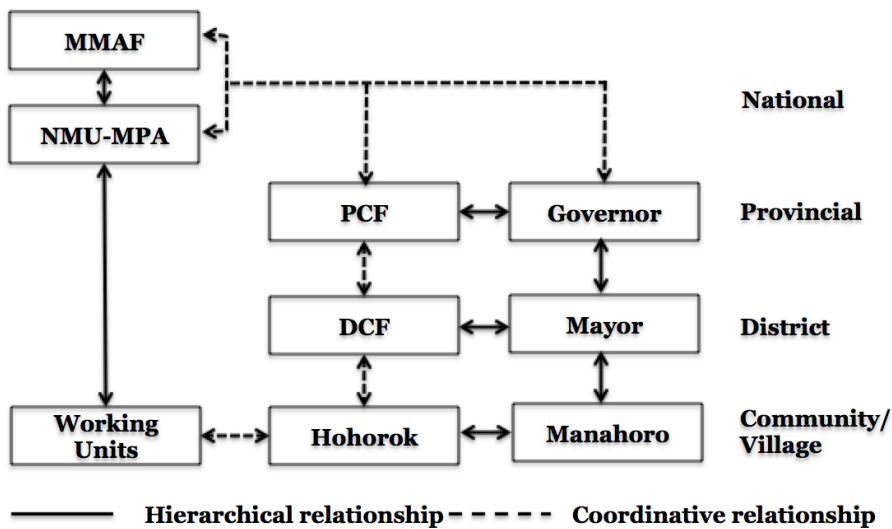 MMAF
National
NMU-MPA
PCF
Governor
Provincial
DCF
Mayor
District
Working
Units
Hohorok
Manahoro
Community/
Village
Hierarchical relationship
Coordinative relationship